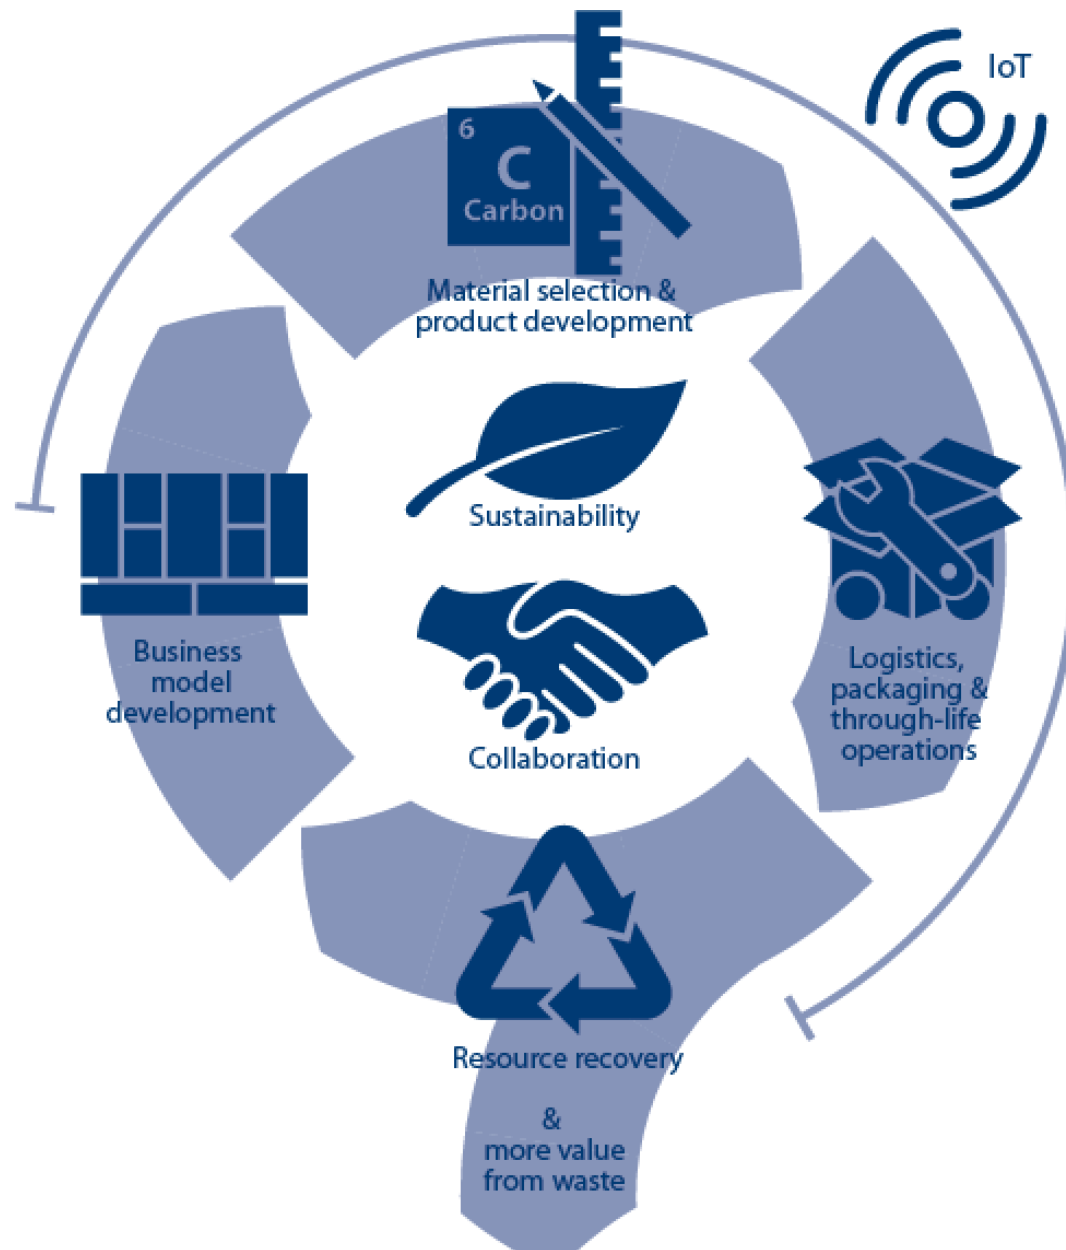 IoT
6
C
Carbon
Material selection &
product development
Sustainability
Business
model
development
Logistics,
packaging &
through-life
operations
Collaboration
Resource recovery
&
more value
from waste